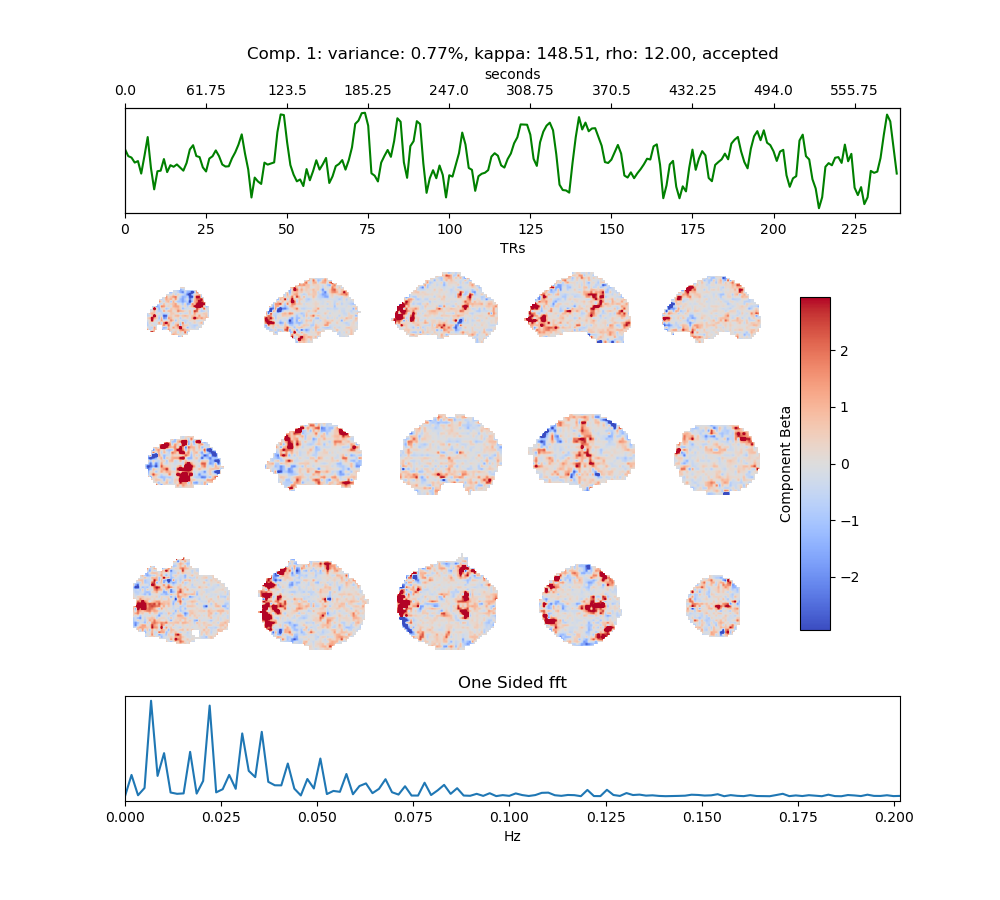 Comp. 1: variance: 0.77%, kappa: 148.51, rho: 12.00, accepted
seconds
0.0 61.75 123.5 185.25 247.0 308.75 370.5 432.25 494.0 555.75
0 25 50 75 100 125 150 175 200 225
TRs
2
1
0
−1
−2
Component Beta
One Sided fft
0.000 0.025 0.050 0.075 0.100 0.125 0.150 0.175 0.200
Hz